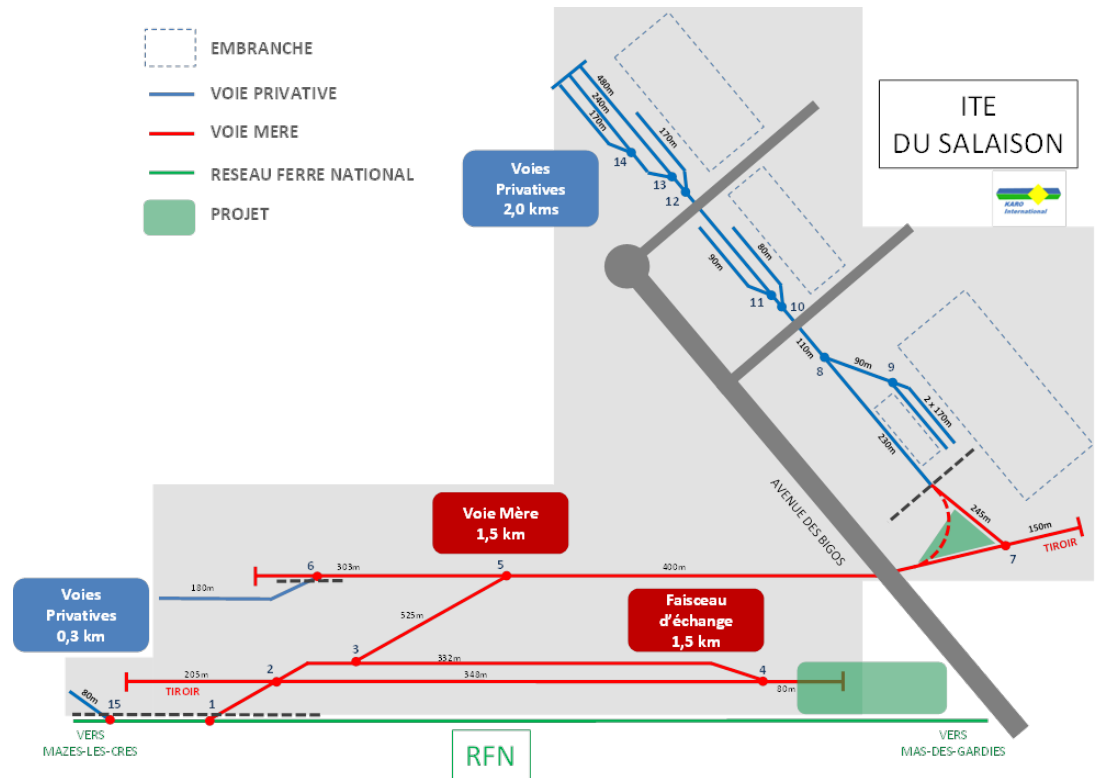 EMBRANCHE
VOIE PRIVATIVE
VOIE MERE
RESEAU FERRE NATIONAL
PROJET
ITE
DU SALAISON
KARO
International
Voies
Privatives
2,0 kms
480m
240m
170m
170m
14
13
12
90m
80m
11
10
110m
8
90m
9
2 x 170m
230m
AVENUE DES BIGOS
245m
150m
TIROIR
7
Voie Mère
1,5 km
6
303m
5
400m
180m
Voies
Privatives
0,3 km
525m
Faisceau
d'échange
1,5 km
3
332m
205m
2
348m
4
TIROIR
80m
80m
15
1
VERS
MAZES-LES-CRES
RFN
VERS
MAS-DES-GARDIES